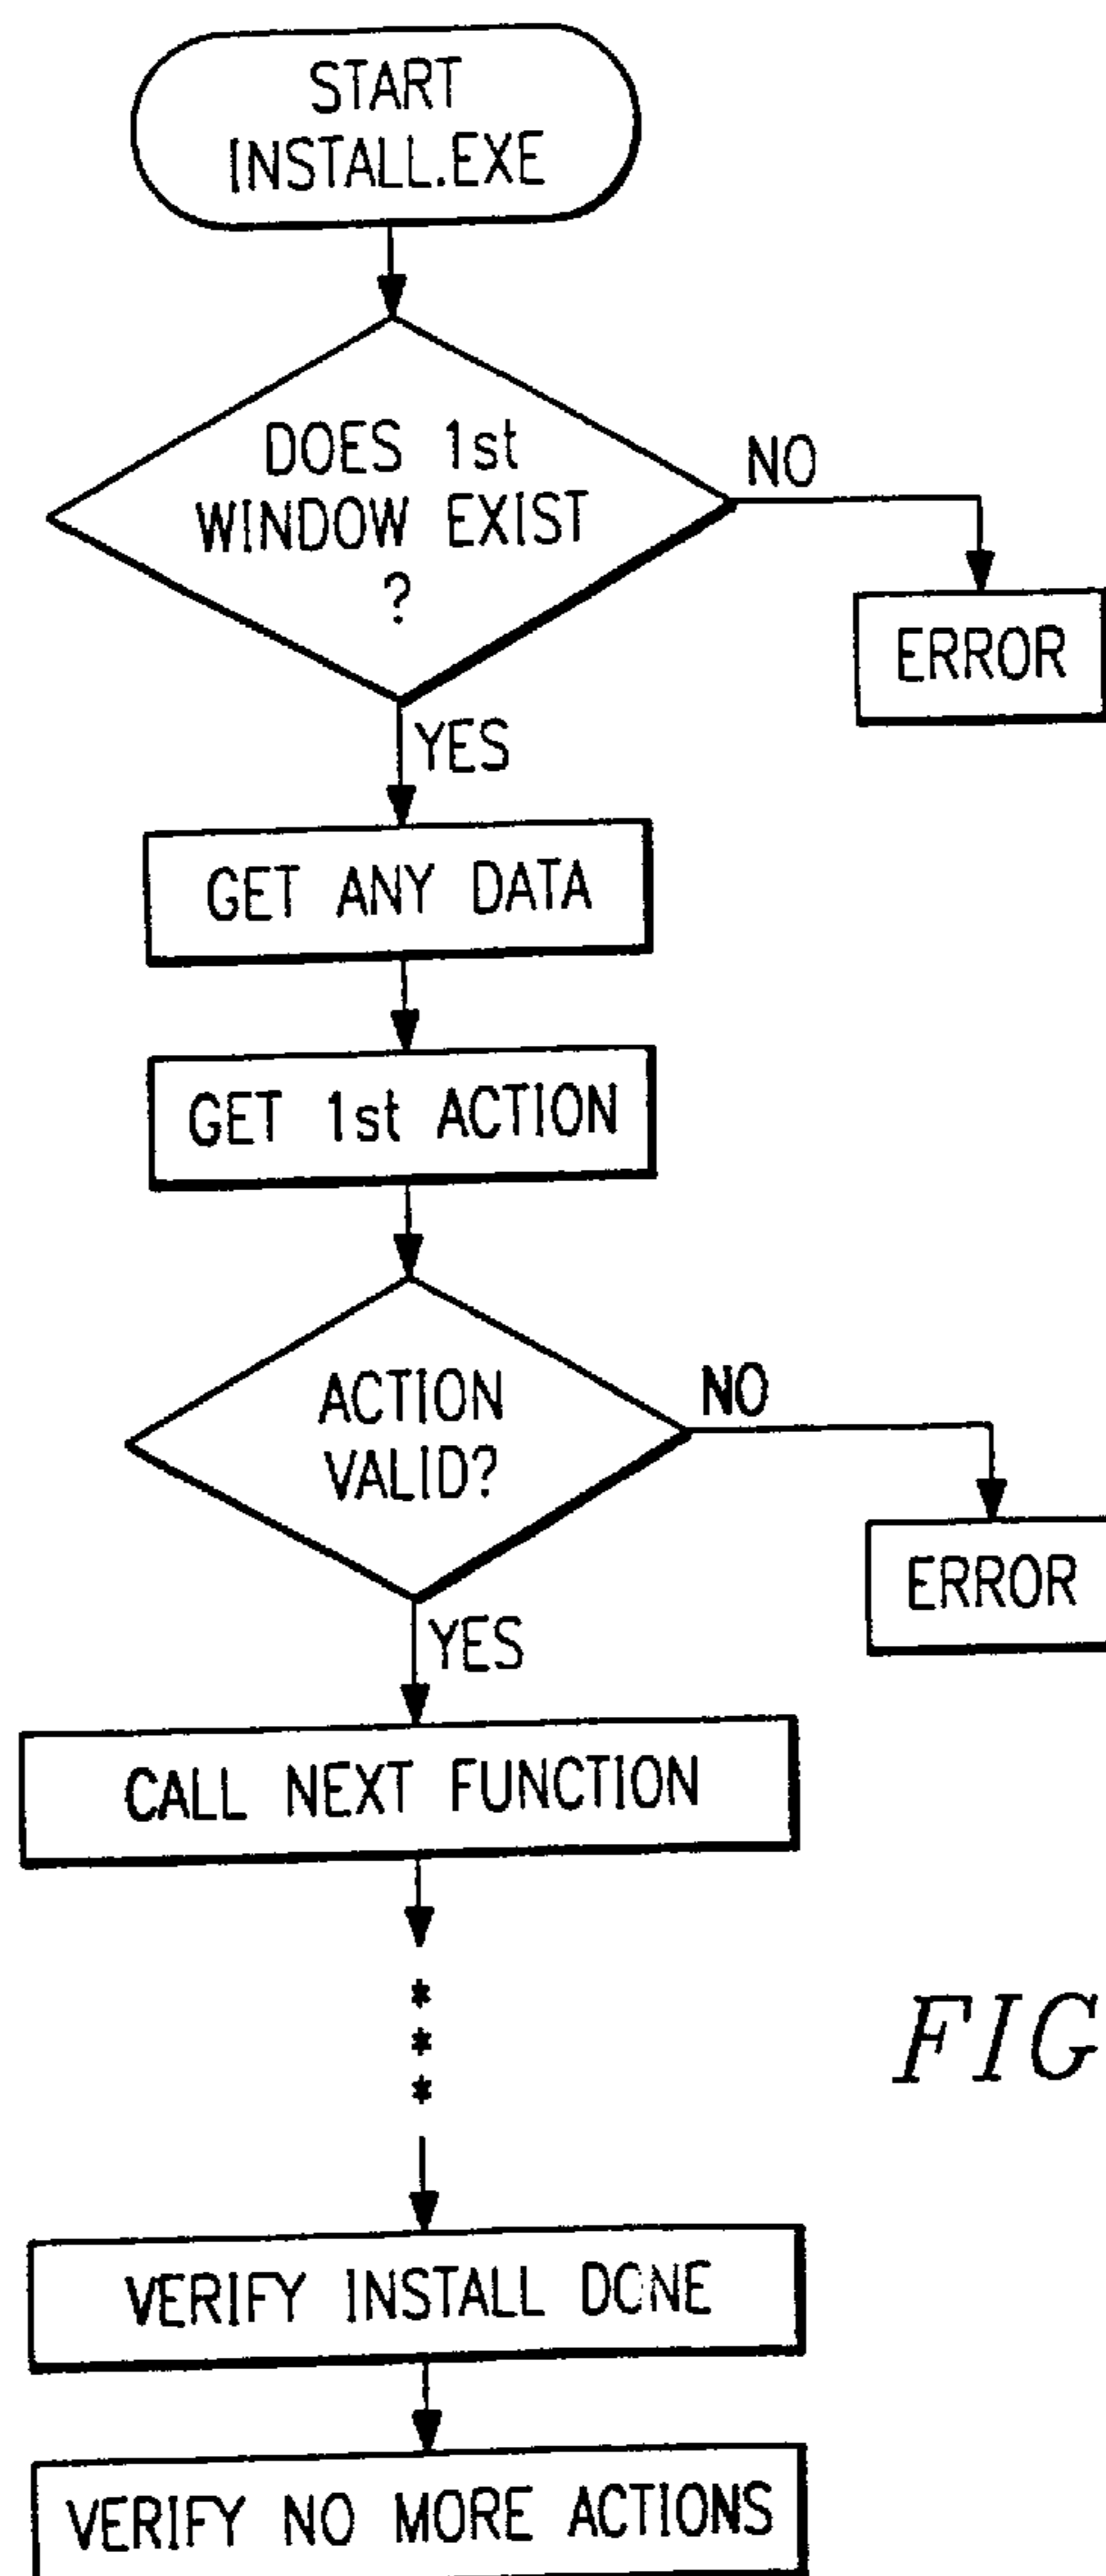 START
INSTALL.EXE
DOES 1st
WINDOW EXIST
?
NO
ERROR
YES
GET ANY DATA
GET 1st ACTION
ACTION
VALID?
NO
ERROR
YES
CALL NEXT FUNCTION
*
*
*
FIG
VERIFY INSTALL DONE
VERIFY NO MORE ACTIONS